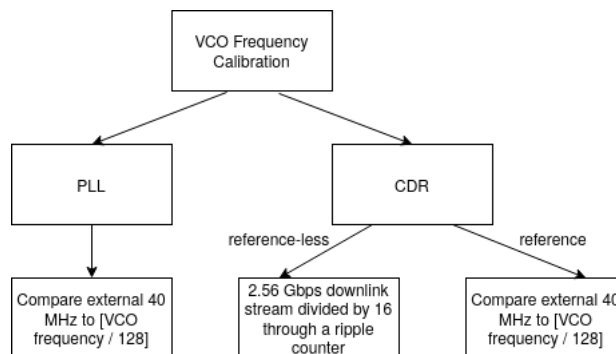 VCO Frequency
Calibration
PLL
CDR
reference-less
reference
Compare external 40
MHz to [VCO
frequency / 128]
2.56 Gbps downlink
stream divided by 16
through a ripple
counter
Compare external 40
MHz to [VCO
frequency / 128]